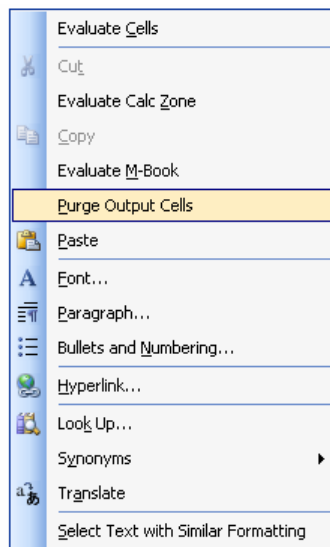 Evaluate Cells
Cut
Evaluate Calc Zone
Copy
Evaluate M-Book
Purge Output Cells
Paste
Font...
Paragraph...
Bullets and Numbering...
Hyperlink...
Look Up...
Synonyms
Translate
Select Text with Similar Formatting